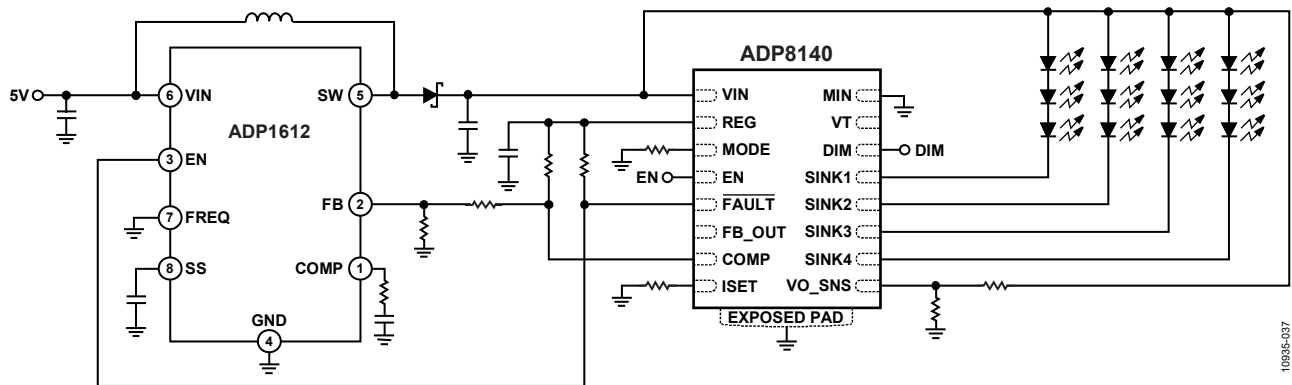 ADP8140
5V
6 VIN
SW 5
ADP1612
3 EN
FB 2
7 FREQ
8 SS
COMP 1
GND
4
VIN
REG
MODE
EN
EN
FAULT
FB_OUT
COMP
ISET
MIN
VT
DIM
DIM
SINK1
SINK2
SINK3
SINK4
VO_SNS
EXPOSED PAD
10935-037